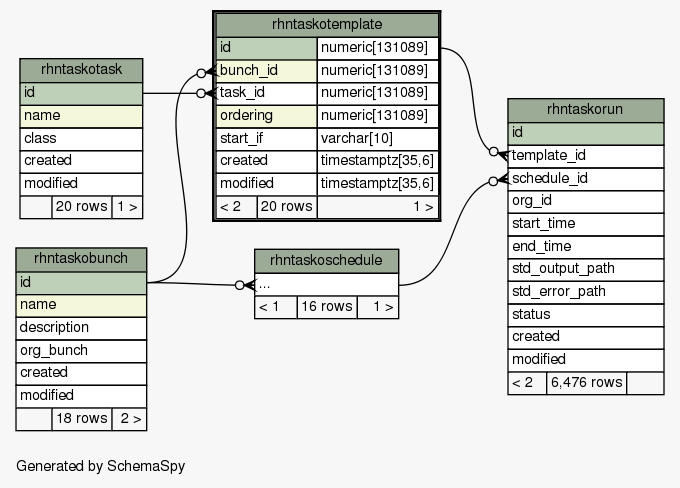 rhntaskotemplate
id numeric[131089]
bunch_id numeric[131089]
task_id numeric[131089]
ordering numeric[131089]
start_if varchar[10]
created timestamptz[35,6]
modified timestamptz[35,6]
< 2 20 rows 1 >
rhntaskotask
id
name
class
created
modified
20 rows 1 >
rhntaskorun
id
template_id
schedule_id
org_id
start_time
end_time
std_output_path
std_error_path
status
created
modified
< 2 6,476 rows
rhntaskobunch
id
name
description
org_bunch
created
modified
18 rows 2 >
rhntaskoschedule
...
< 1 16 rows 1 >
Generated by SchemaSpy